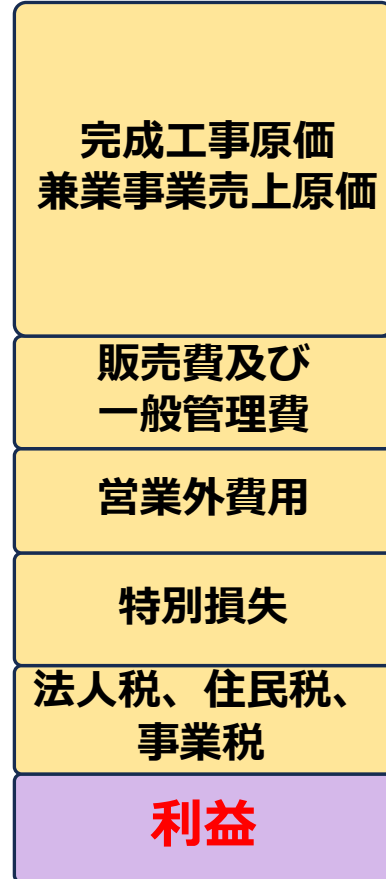 完成工事原価
兼業事業売上原価
販売費及び
一般管理費
営業外費用
特別損失
法人税、住民税、
事業税
利益